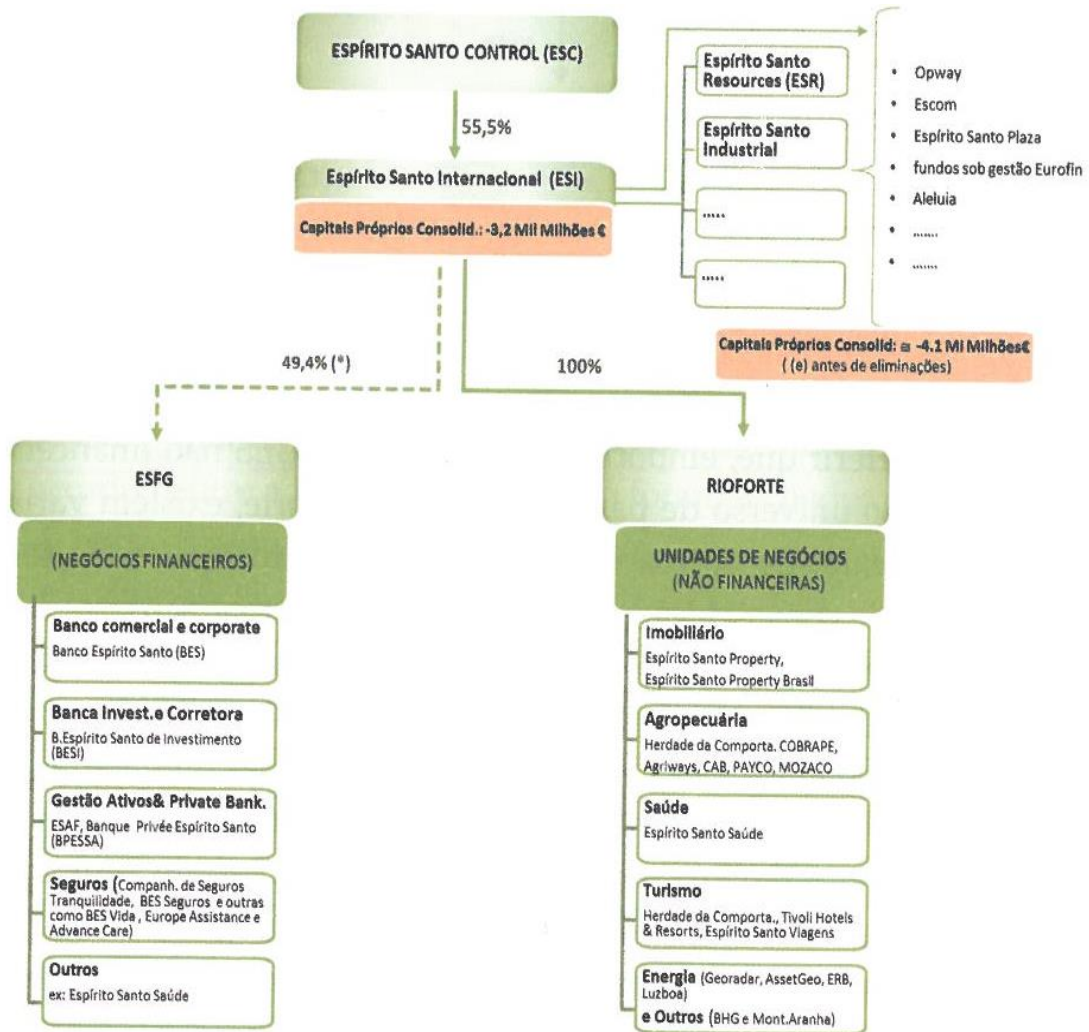 ESPÍRITO SANTO CONTROL (ESC)
55,5%
Espírito Santo Internacional (ESI)
Capitais Próprios Consolid.: -3,2 Mil Milhões €
Espírito Santo
Resources (ESR)
Espírito Santo
Industrial
.....
.....
• Opway
• Escom
• Espírito Santo Plaza
• fundos sob gestão Eurofin
• Aleluia
• .......
• .......
Capitais Próprios Consolid: ≅ -4.1 Ml Milhões€
( (e) antes de eliminações)
49,4% (*)
100%
ESFG
(NEGÓCIOS FINANCEIROS)
Banco comercial e corporate
Banco Espírito Santo (BES)
Banca Invest.e Corretora
B.Espírito Santo de Investimento
(BESI)
Gestão Ativos& Private Bank.
ESAF, Banque Privée Espírito Santo
(BPESSA)
Seguros (Companh. de Seguros
Tranquilidade, BES Seguros e outras
como BES Vida , Europe Assistance e
Advance Care)
Outros
ex: Espírito Santo Saúde
RIOFORTE
UNIDADES DE NEGÓCIOS
(NÃO FINANCEIRAS)
Imobiliário
Espírito Santo Property,
Espírito Santo Property Brasil
Agropecuária
Herdade da Comporta. COBRAPE,
Agriways, CAB, PAYCO, MOZACO
Saúde
Espírito Santo Saúde
Turismo
Herdade da Comporta., Tivoli Hotels
& Resorts, Espírito Santo Viagens
Energia (Georadar, AssetGeo, ERB,
Luzboa)
e Outros (BHG e Mont.Aranha)